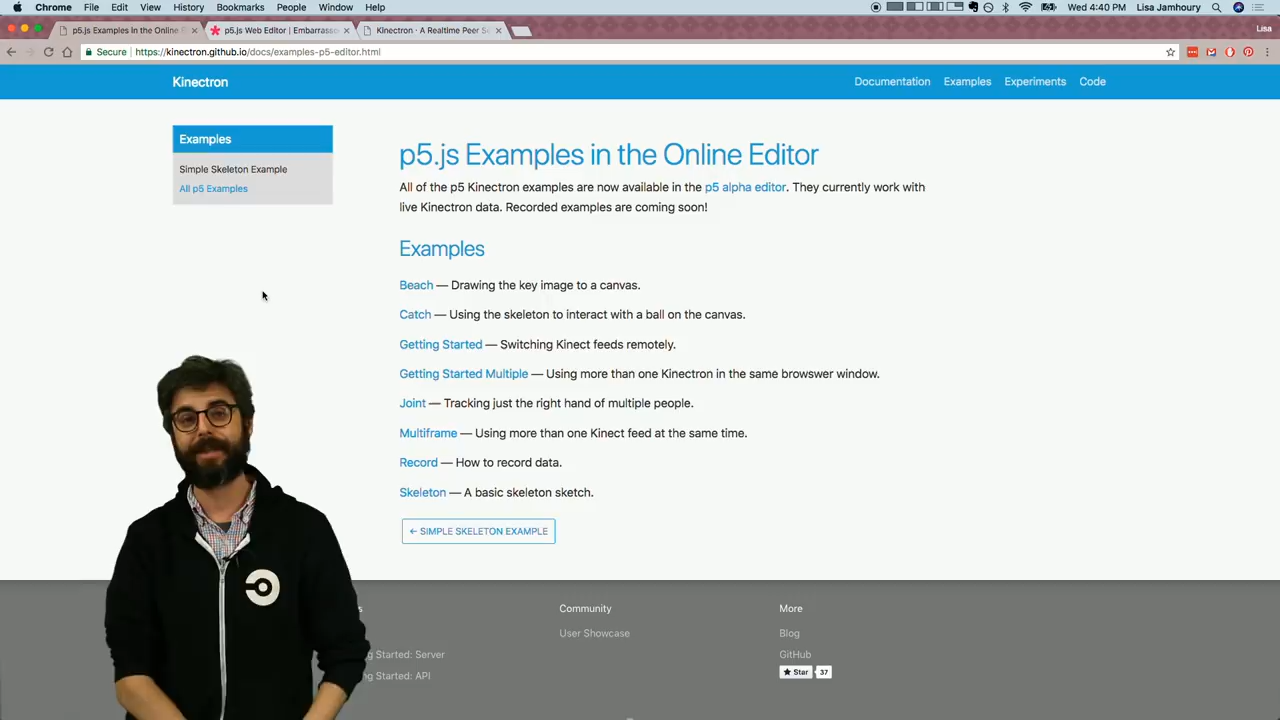 Chrome File Edit View History Bookmarks People Window Help Wed 4:40 PM Lisa Jamhoury
p5.js Examples in the Online E p5.js Web Editor | Embarrass Kinectron · A Realtime Peer Se Lisa
Secure https://kinectron.github.io/docs/examples-p5-editor.html
Kinectron Documentation Examples Experiments Code
Examples
Simple Skeleton Example
All p5 Examples
p5.js Examples in the Online Editor
All of the p5 Kinectron examples are now available in the p5 alpha editor. They currently work with
live Kinectron data. Recorded examples are coming soon!
Examples
Beach — Drawing the key image to a canvas.
Catch — Using the skeleton to interact with a ball on the canvas.
Getting Started — Switching Kinect feeds remotely.
Getting Started Multiple — Using more than one Kinectron in the same browswer window.
Joint — Tracking just the right hand of multiple people.
Multiframe — Using more than one Kinect feed at the same time.
Record — How to record data.
Skeleton — A basic skeleton sketch.
← SIMPLE SKELETON EXAMPLE
Community More
User Showcase Blog
g Started: Server GitHub
Star 37
g Started: API